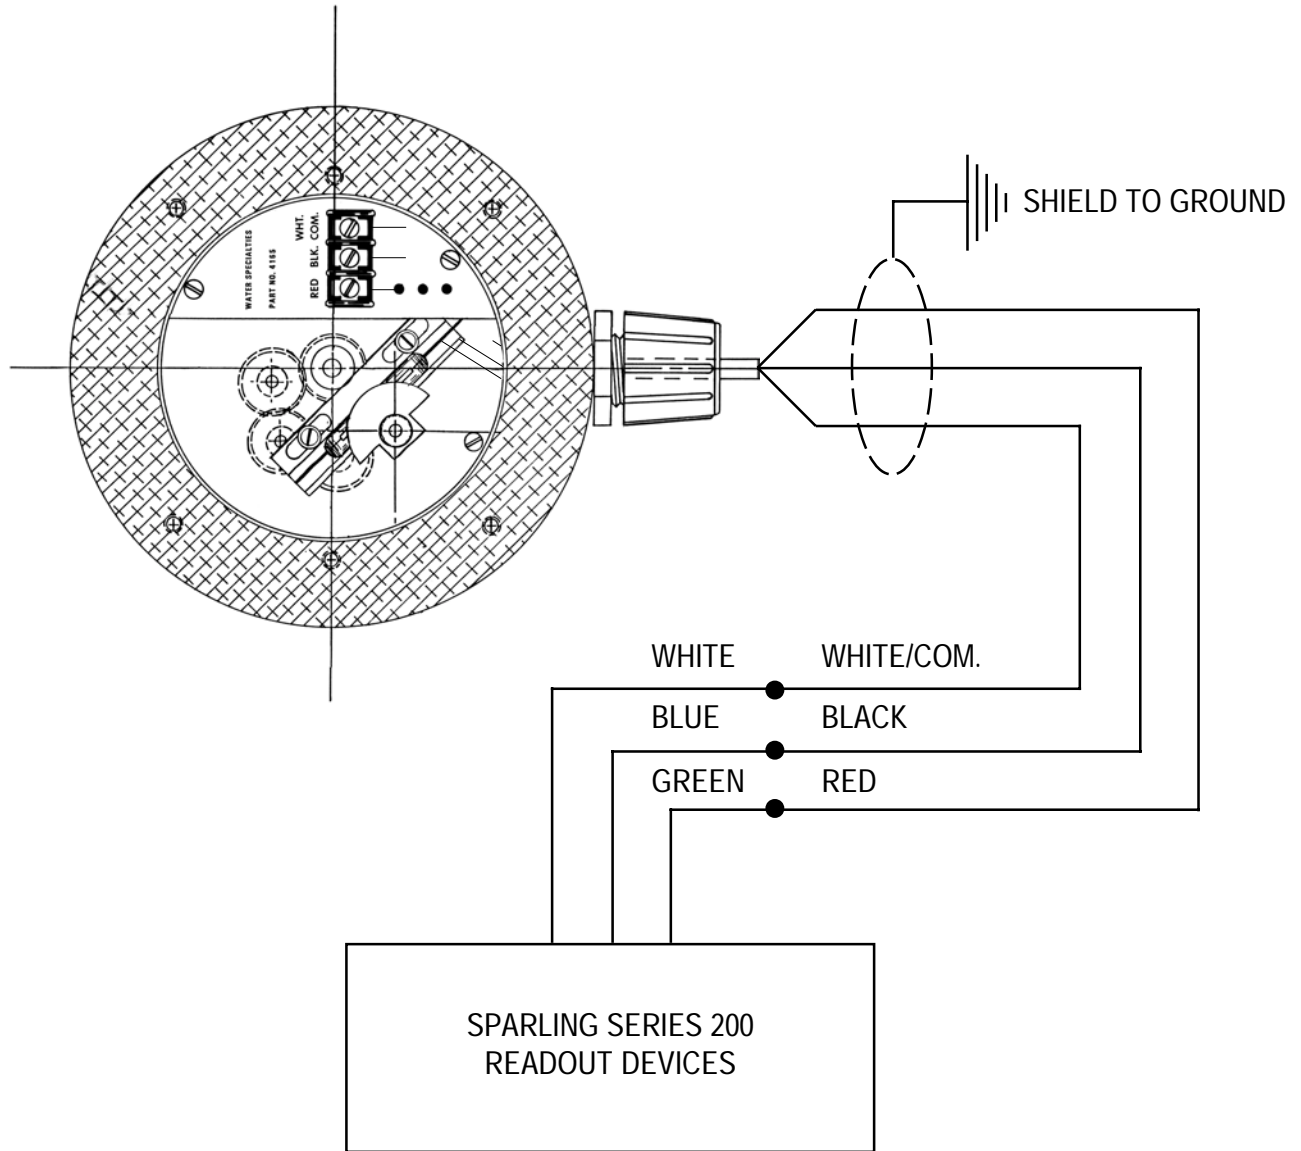 WHT. COM.
BLK.
RED
WATER SPECIALTIES
PART NO. 4165
SHIELD TO GROUND
WHITE WHITE/COM.
BLUE BLACK
GREEN RED
SPARLING SERIES 200
READOUT DEVICES